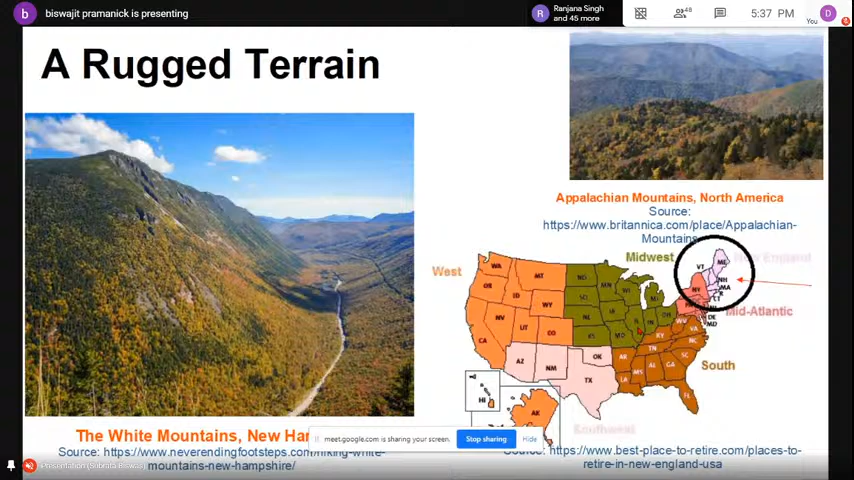 biswajit pramanick is presenting
Ranjana Singh
and 45 more
48
5:37 PM
You
A Rugged Terrain
Appalachian Mountains, North America
Source:
https://www.britannica.com/place/Appalachian-
Mountains
West
Midwest
New England
Mid-Atlantic
South
Southwest
WA
OR
CA
NV
ID
MT
WY
UT
CO
AZ
NM
TX
OK
ND
SD
NE
KS
MN
WI
MI
MO
IL
IN
OH
KY
TN
AR
LA
MS
AL
GA
FL
SC
NC
VA
WV
NY
VT
ME
NH
MA
CT
DE
MD
HI
AK
The White Mountains, New Ha
Source: https://www.neverendingfootsteps.com/hiking-white-
mountains-new-hampshire/
meet.google.com is sharing your screen.
Stop sharing
Hide
Source: https://www.best-place-to-retire.com/places-to-
retire-in-new-england-usa
Presentation (Subrata Biswas)